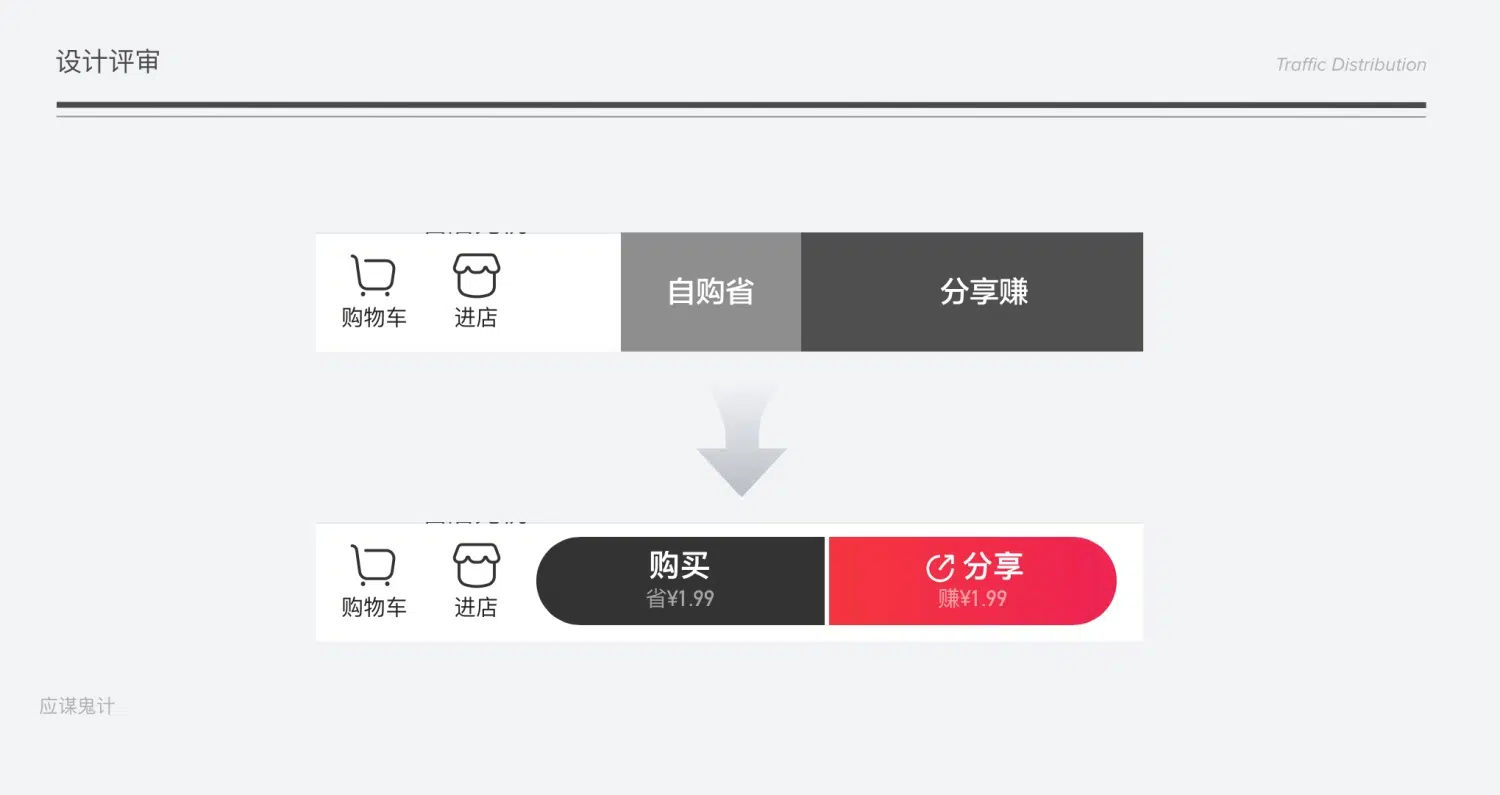 设计评审
Traffic Distribution
购物车
进店
自购省
分享赚
购物车
进店
购买
省¥1.99
分享
赚¥1.99
应谋鬼计